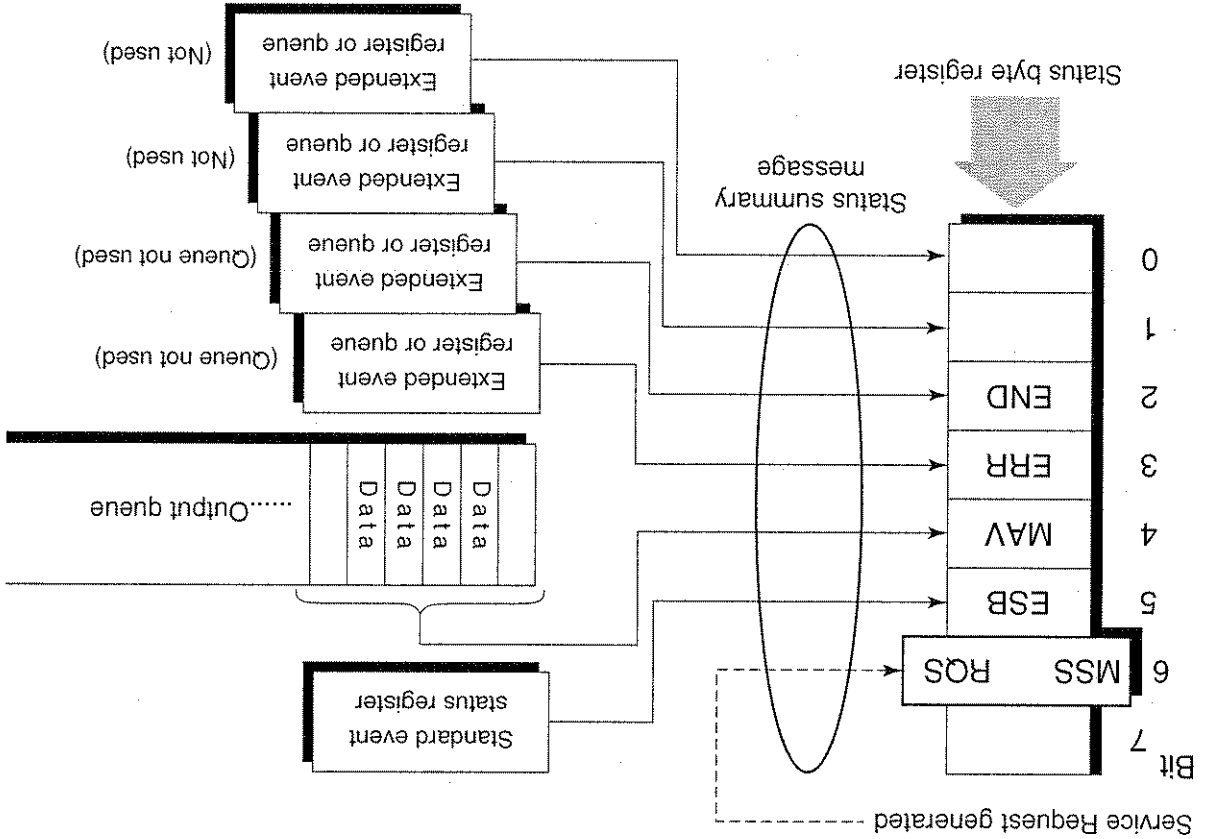 Service Request generated
Bit
7
6
MSS RQS
5
ESB
4
MAV
3
ERR
2
END
1
0
Status byte register
Status summary
message
Standard event
status register
Data
Data
Data
Data
......Output queue
Extended event
register or queue
(Queue not used)
Extended event
register or queue
(Queue not used)
Extended event
register or queue
(Not used)
Extended event
register or queue
(Not used)